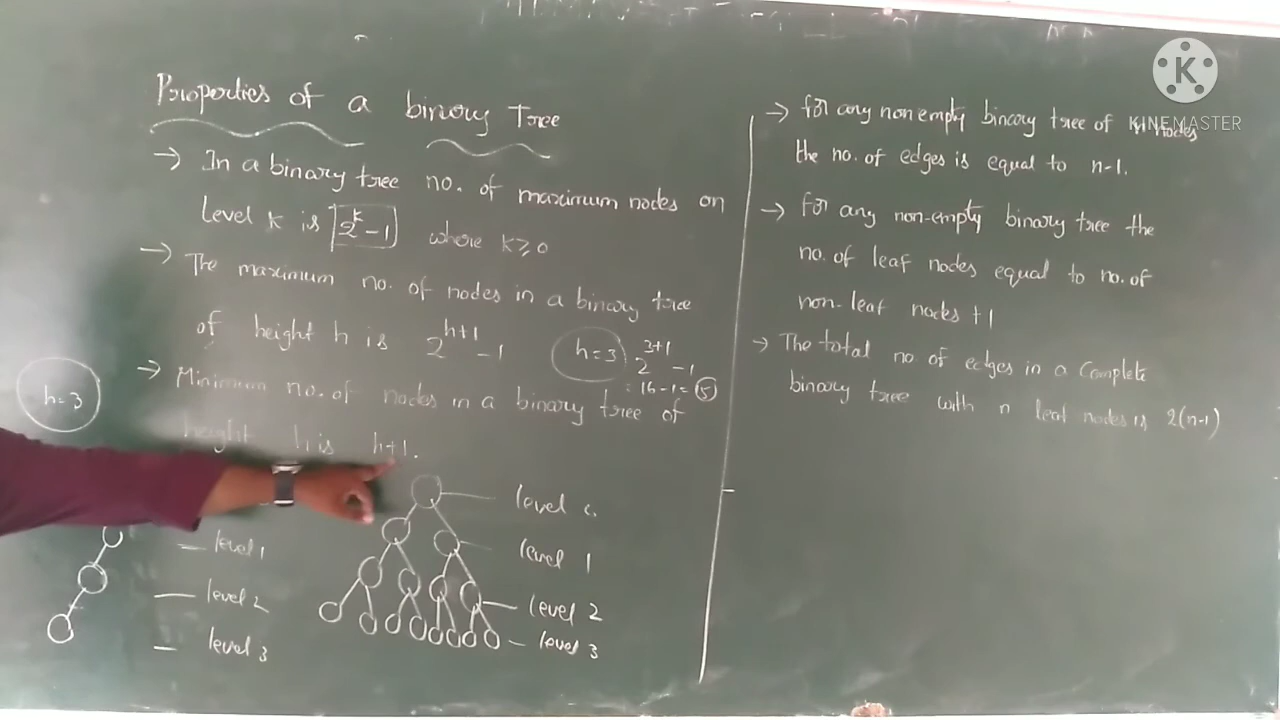 Properties of a binary Tree
→ In a binary tree no. of maximum nodes on
Level k is 2^k - 1 where k ≥ 0
→ The maximum no. of nodes in a binary tree
of height h is 2^h+1 - 1
h=3 2^3+1 - 1
: 16-1 = 5
→ Minimum no. of nodes in a binary tree of
height h is h+1.
h=3
level 1
level 2
level 3
level 0
level 1
level 2
level 3
→ for any non empty binary tree of n nodes
the no. of edges is equal to n-1.
→ for any non-empty binary tree the
no. of leaf nodes equal to no. of
non-leaf nodes +1
→ The total no. of edges in a Complete
binary tree with n leaf nodes is 2(n-1)
K
KINEMASTER